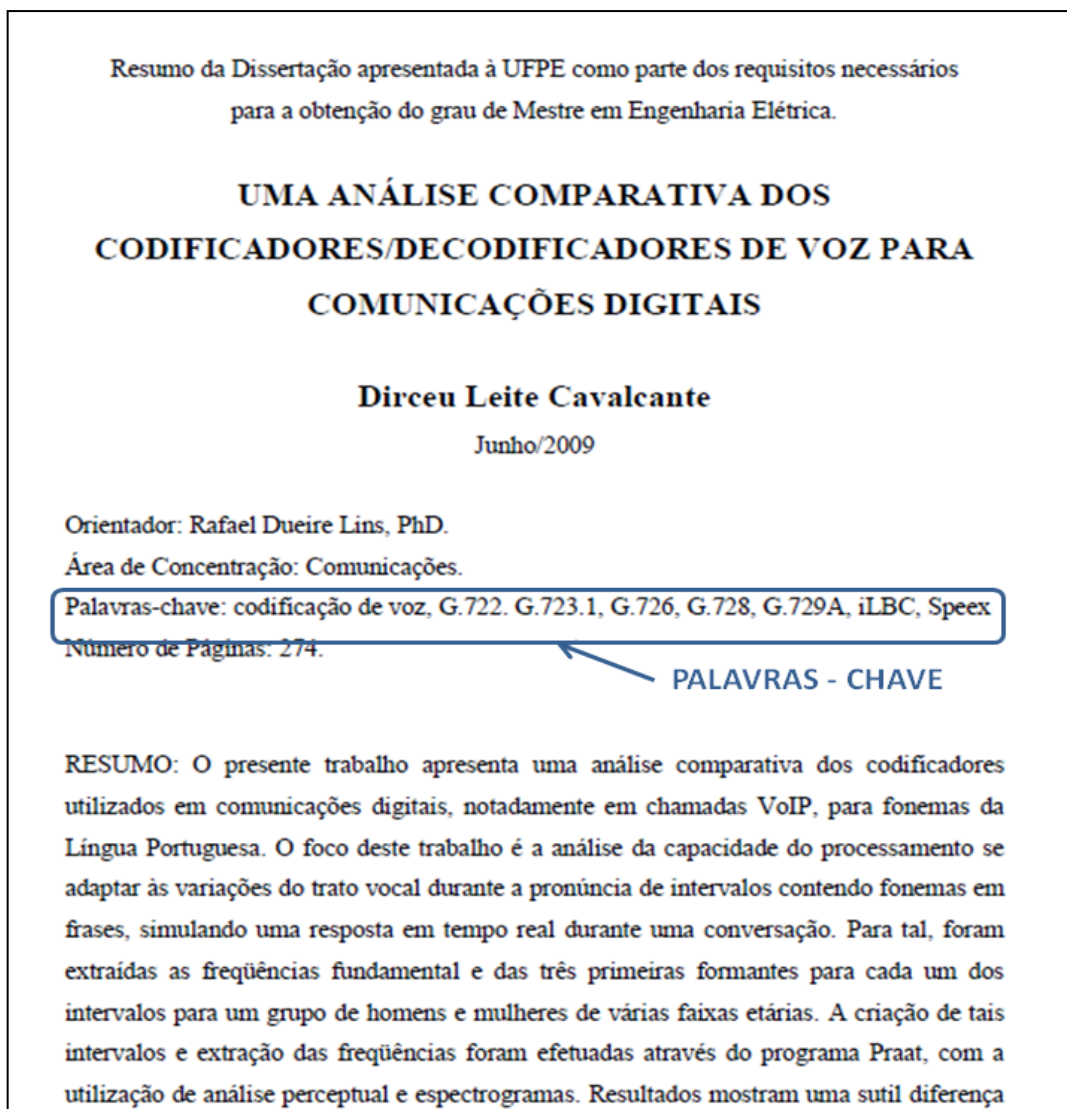 Resumo da Dissertação apresentada à UFPE como parte dos requisitos necessários
para a obtenção do grau de Mestre em Engenharia Elétrica.
UMA ANÁLISE COMPARATIVA DOS
CODIFICADORES/DECODIFICADORES DE VOZ PARA
COMUNICAÇÕES DIGITAIS
Dirceu Leite Cavalcante
Junho/2009
Orientador: Rafael Dueire Lins, PhD.
Área de Concentração: Comunicações.
Palavras-chave: codificação de voz, G.722. G.723.1, G.726, G.728, G.729A, iLBC, Speex
Número de Páginas: 274.
PALAVRAS - CHAVE
RESUMO: O presente trabalho apresenta uma análise comparativa dos codificadores
utilizados em comunicações digitais, notadamente em chamadas VoIP, para fonemas da
Língua Portuguesa. O foco deste trabalho é a análise da capacidade do processamento se
adaptar às variações do trato vocal durante a pronúncia de intervalos contendo fonemas em
frases, simulando uma resposta em tempo real durante uma conversação. Para tal, foram
extraídas as freqüências fundamental e das três primeiras formantes para cada um dos
intervalos para um grupo de homens e mulheres de várias faixas etárias. A criação de tais
intervalos e extração das freqüências foram efetuadas através do programa Praat, com a
utilização de análise perceptual e espectrogramas. Resultados mostram uma sutil diferença